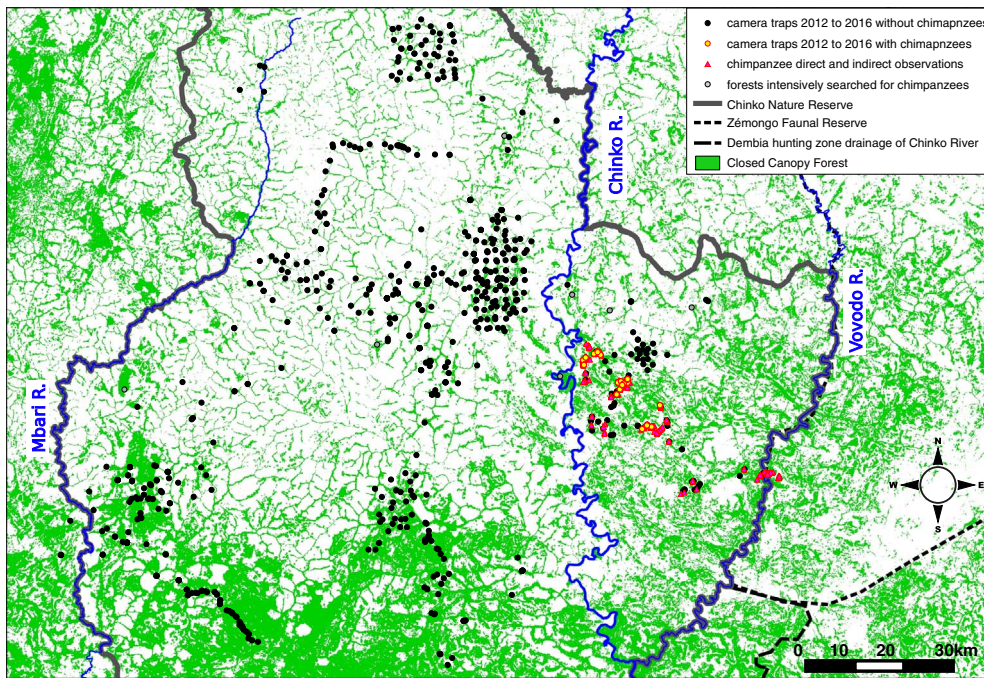 camera traps 2012 to 2016 without chimapnzees
camera traps 2012 to 2016 with chimapnzees
chimpanzee direct and indirect observations
forests intensively searched for chimpanzees
Chinko Nature Reserve
Zémongo Faunal Reserve
Dembia hunting zone drainage of Chinko River
Closed Canopy Forest
Chinko R.
Vovodo R.
Mbari R.
N
W
E
S
0 10 20 30km